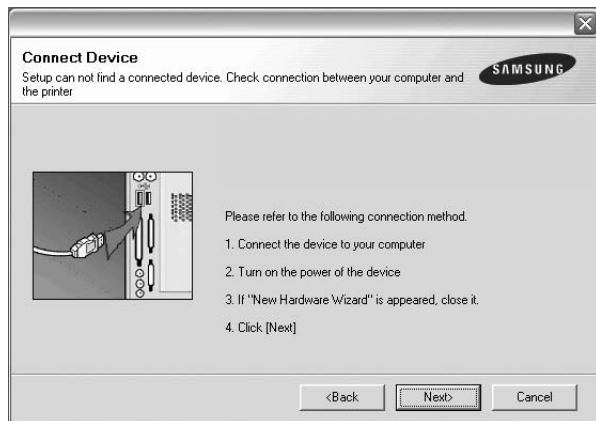 Connect Device
Setup can not find a connected device. Check connection between your computer and
the printer
SAMSUNG
Please refer to the following connection method.
1. Connect the device to your computer
2. Turn on the power of the device
3. If "New Hardware Wizard" is appeared, close it.
4. Click [Next]
<Back
Next>
Cancel